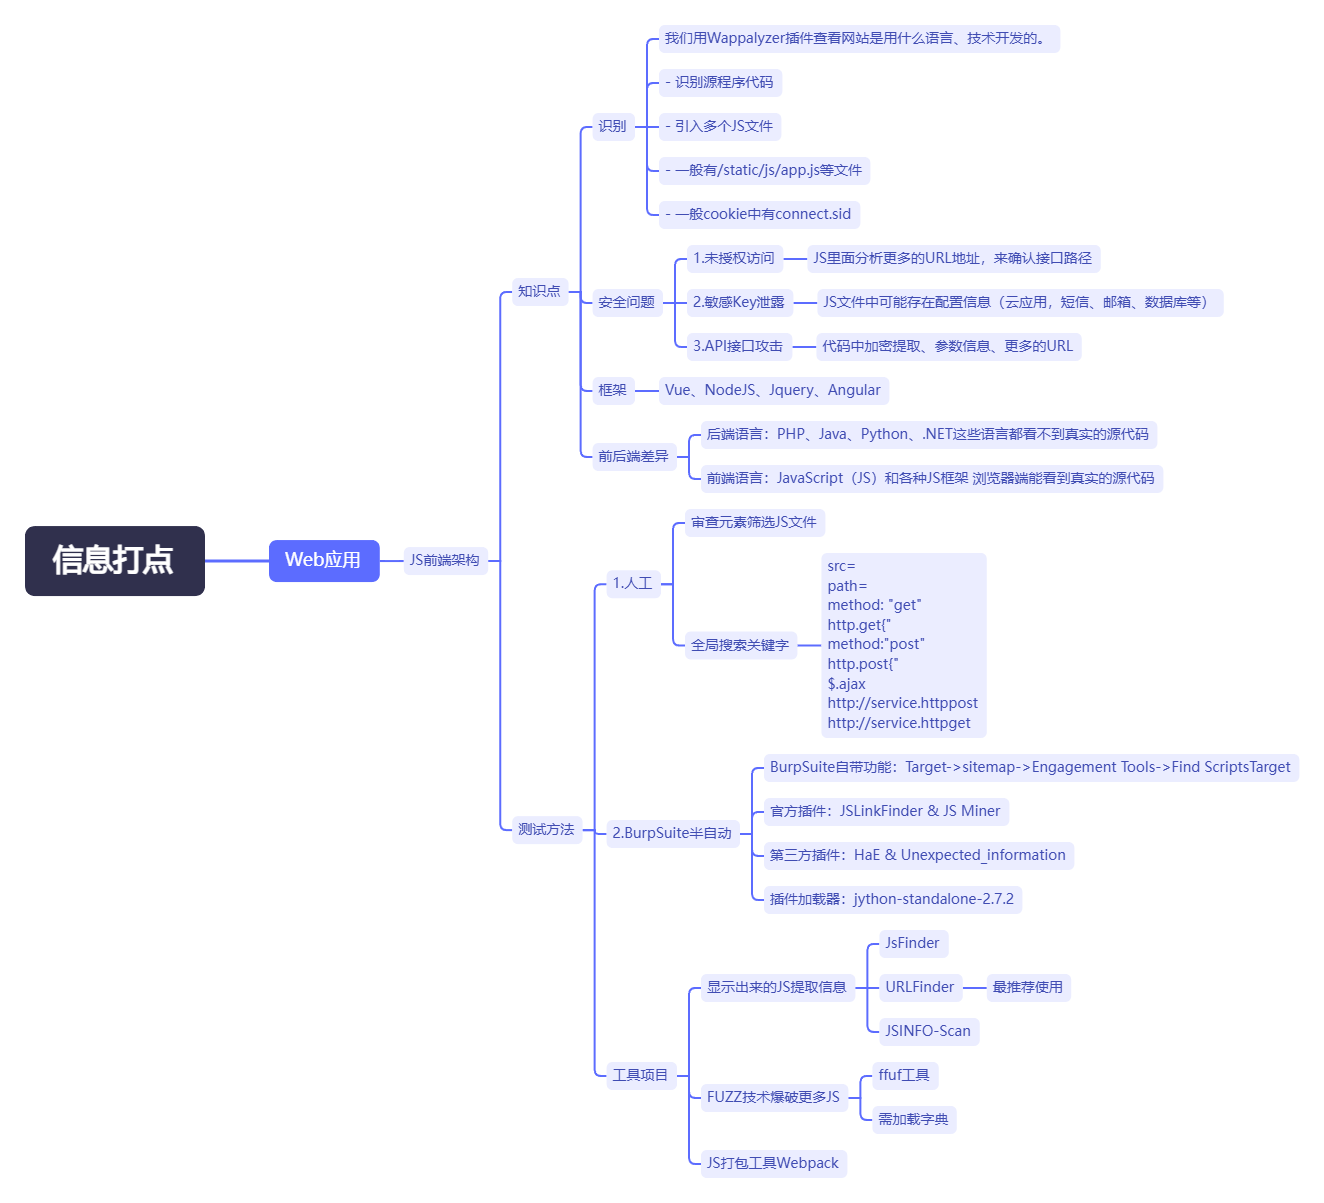 信息打点
Web应用
JS前端架构
知识点
识别
我们用Wappalyzer插件查看网站是用什么语言、技术开发的。
- 识别源程序代码
- 引入多个JS文件
- 一般有/static/js/app.js等文件
- 一般cookie中有connect.sid
安全问题
1.未授权访问
JS里面分析更多的URL地址，来确认接口路径
2.敏感Key泄露
JS文件中可能存在配置信息（云应用，短信、邮箱、数据库等）
3.API接口攻击
代码中加密提取、参数信息、更多的URL
框架
Vue、NodeJS、Jquery、Angular
前后端差异
后端语言：PHP、Java、Python、.NET这些语言都看不到真实的源代码
前端语言：JavaScript（JS）和各种JS框架 浏览器端能看到真实的源代码
测试方法
1.人工
审查元素筛选JS文件
全局搜索关键字
src=
path=
method: "get"
http.get{"
method:"post"
http.post{"
$.ajax
http://service.httppost
http://service.httpget
2.BurpSuite半自动
BurpSuite自带功能：Target->sitemap->Engagement Tools->Find ScriptsTarget
官方插件：JSLinkFinder & JS Miner
第三方插件：HaE & Unexpected_information
插件加载器：jython-standalone-2.7.2
工具项目
显示出来的JS提取信息
JsFinder
URLFinder
最推荐使用
JSINFO-Scan
FUZZ技术爆破更多JS
ffuf工具
需加载字典
JS打包工具Webpack